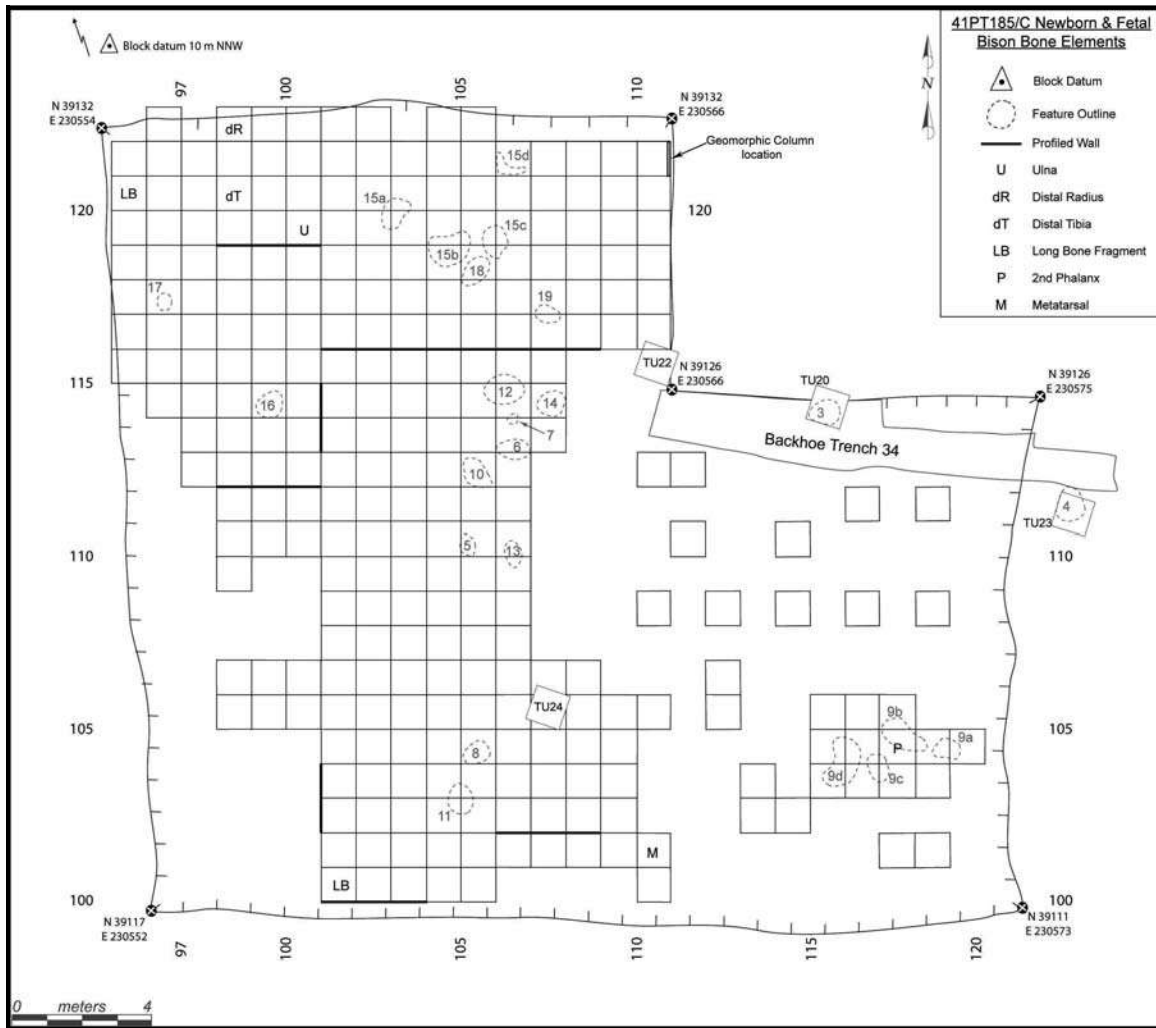 Block datum 10 m NNW
41PT185/C Newborn & Fetal
Bison Bone Elements
Block Datum
Feature Outline
Profiled Wall
U Ulna
dR Distal Radius
dT Distal Tibia
LB Long Bone Fragment
P 2nd Phalanx
M Metatarsal
N
97 100 105 110
N 39132
E 230554
N 39132
E 230566
dR
Geomorphic Column
location
15d
LB dT
15a
120 120
U
15c
15b
18
17
19
TU22
N 39126
E 230566
TU20
N 39126
E 230575
115
12
16
14
3
7
Backhoe Trench 34
6
10
4
TU23
5 13
110 110
TU24
9b
105 105
P
9a
8
9d
9c
11
M
LB
100 100
N 39117
E 230552
N 39111
E 230573
97 100 105 115 120
0 meters 4